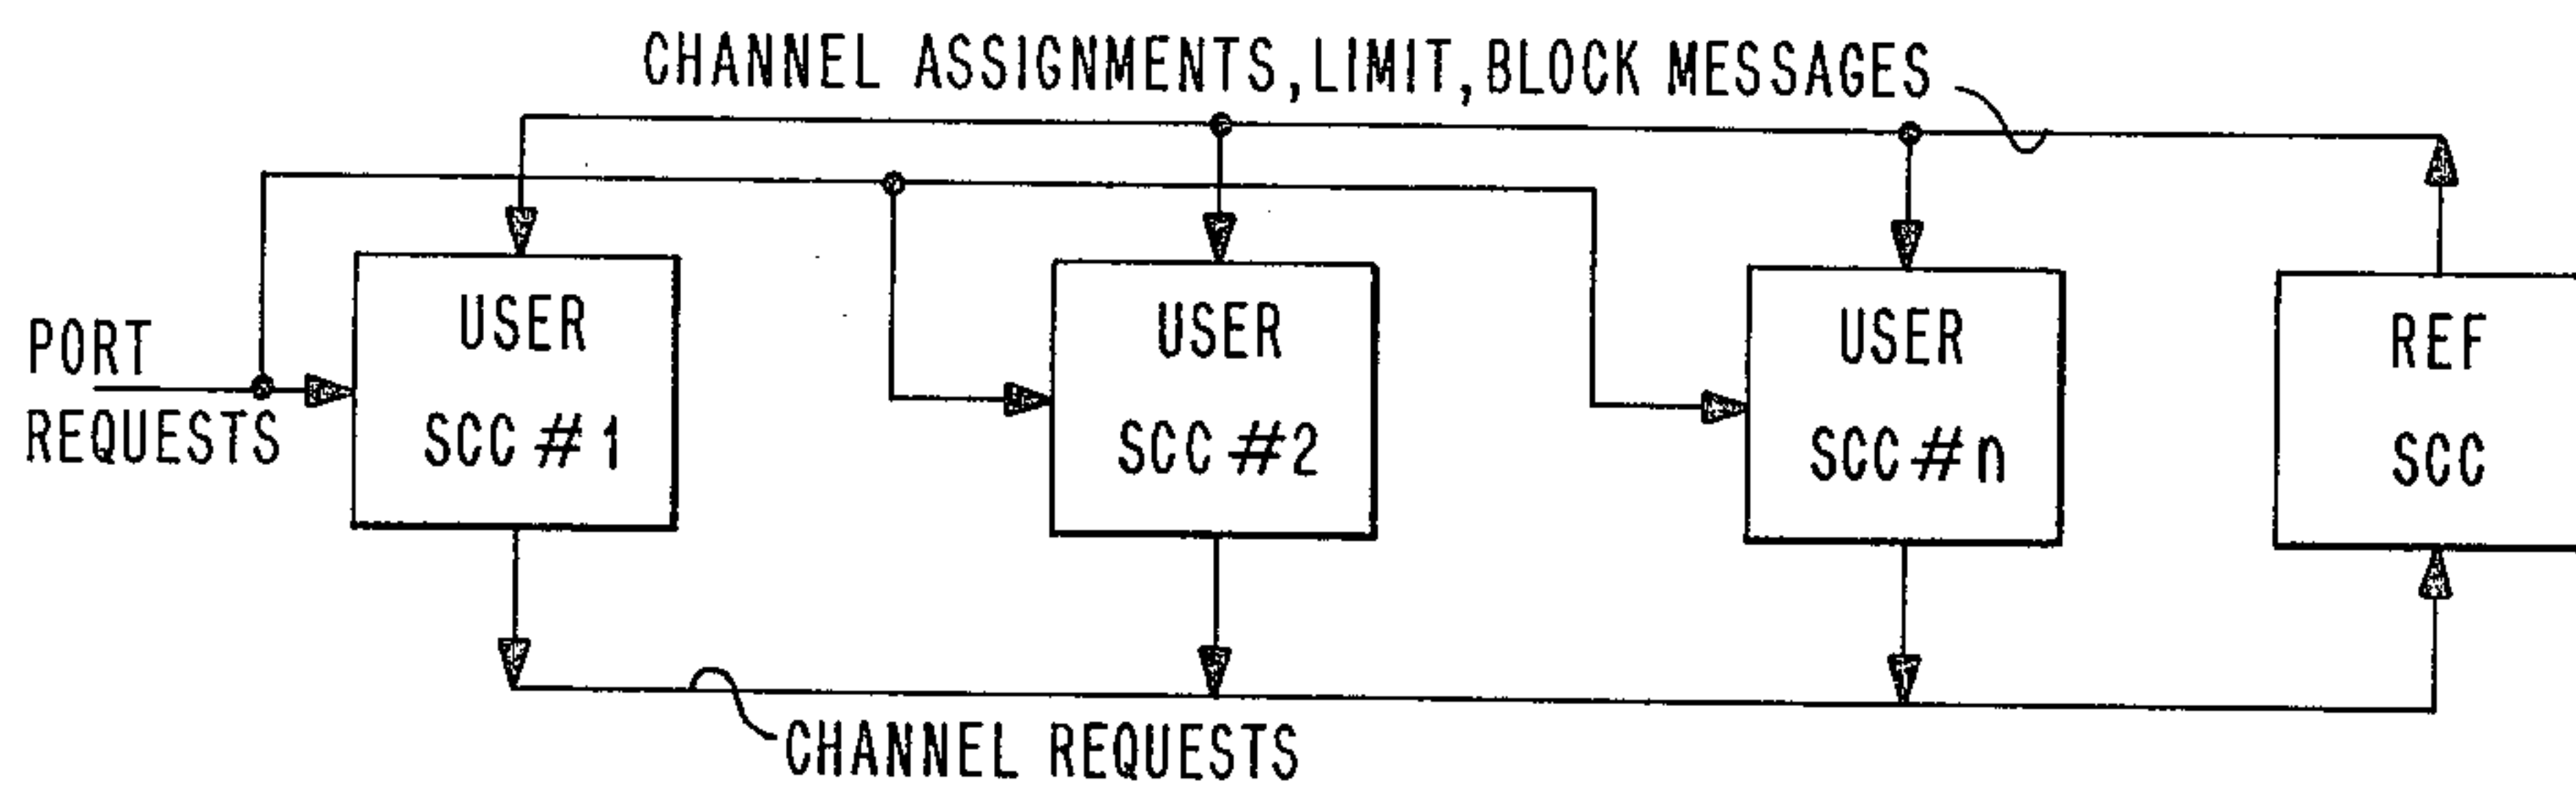 CHANNEL ASSIGNMENTS, LIMIT, BLOCK MESSAGES
PORT
REQUESTS
USER
SCC #1
USER
SCC #2
USER
SCC #n
REF
SCC
CHANNEL REQUESTS